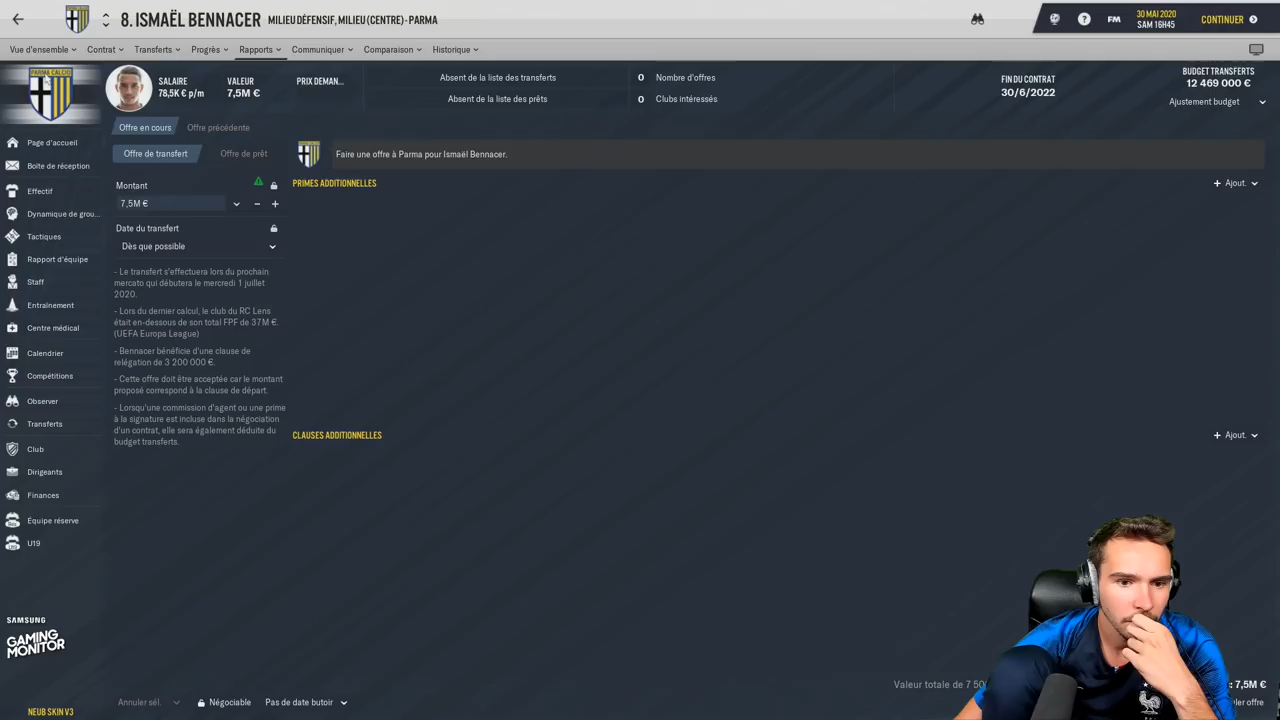 8. ISMAËL BENNACER MILIEU DÉFENSIF, MILIEU (CENTRE) - PARMA
FM
30 MAI 2020
SAM 16H45
CONTINUER
Vue d'ensemble
Contrat
Transferts
Progrès
Rapports
Communiquer
Comparaison
Historique
PARMA CALCIO
SALAIRE
78,5K € p/m
VALEUR
7,5M €
PRIX DEMAN...
Absent de la liste des transferts
Absent de la liste des prêts
0 Nombre d'offres
0 Clubs intéressés
FIN DU CONTRAT
30/6/2022
BUDGET TRANSFERTS
12 469 000 €
Ajustement budget
Offre en cours
Offre précédente
Offre de transfert
Offre de prêt
Faire une offre à Parma pour Ismaël Bennacer.
Montant
7,5M €
Date du transfert
Dès que possible
- Le transfert s'effectuera lors du prochain
mercato qui débutera le mercredi 1 juillet
2020.
- Lors du dernier calcul, le club du RC Lens
était en-dessous de son total FPF de 37M €.
(UEFA Europa League)
- Bennacer bénéficie d'une clause de
relégation de 3 200 000 €.
- Cette offre doit être acceptée car le montant
proposé correspond à la clause de départ.
- Lorsqu'une commission d'agent ou une prime
à la signature est incluse dans la négociation
d'un contrat, elle sera également déduite du
budget transferts.
PRIMES ADDITIONNELLES
+ Ajout.
CLAUSES ADDITIONNELLES
+ Ajout.
Page d'accueil
Boîte de réception
Effectif
Dynamique de grou...
Tactiques
Rapport d'équipe
Staff
Entraînement
Centre médical
Calendrier
Compétitions
Observer
Transferts
Club
Dirigeants
Finances
Équipe réserve
U19
SAMSUNG
GAMING
MONITOR
NEUB SKIN V3
Annuler sél.
Négociable
Pas de date butoir
Valeur totale de 7 50
: 7,5M €
uler offre